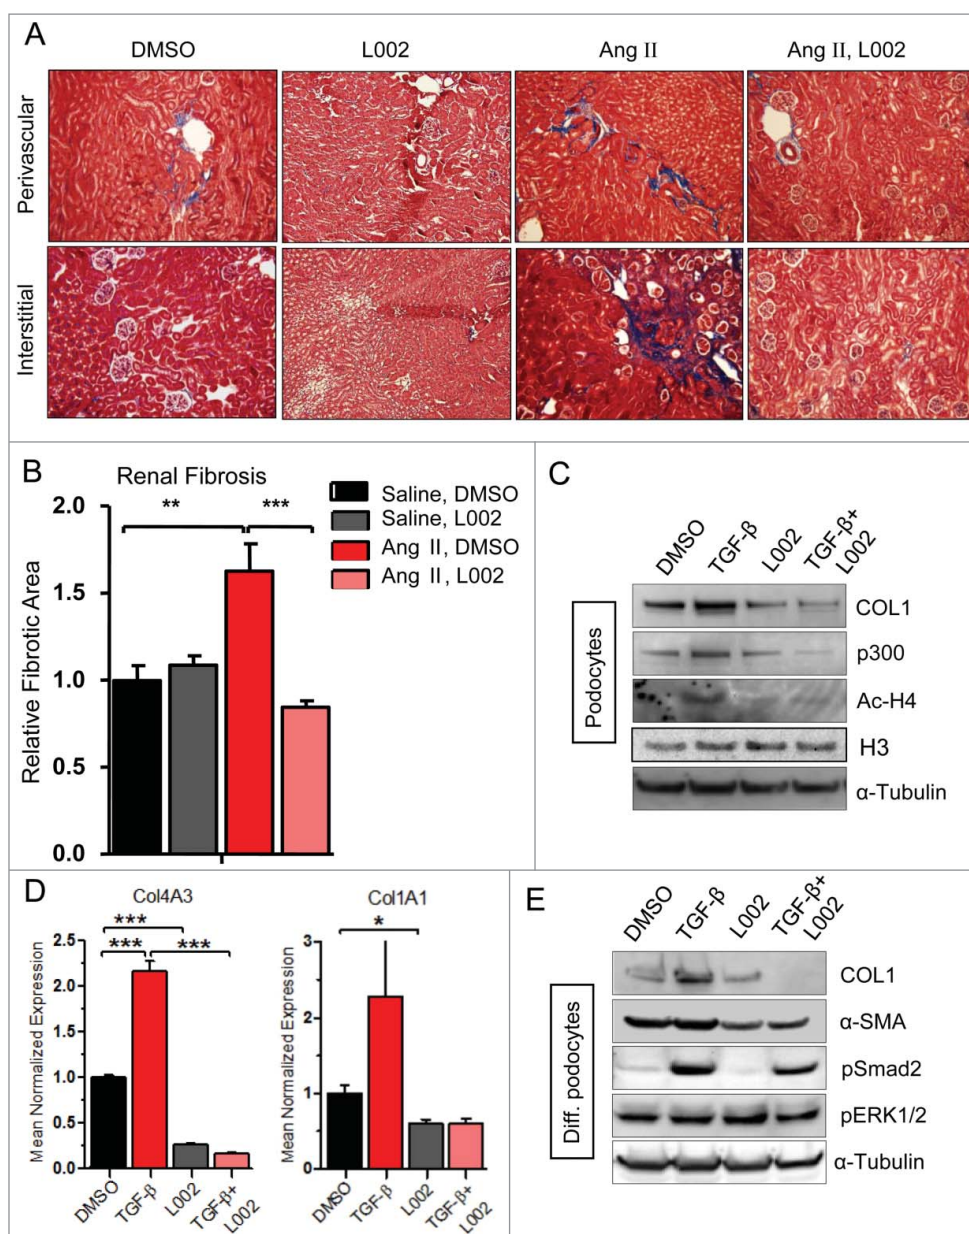 A
DMSO
L002
Ang II
Ang II, L002
Perivascular
Interstitial
B
Renal Fibrosis
**
***
Saline, DMSO
Saline, L002
Ang II, DMSO
Ang II, L002
Relative Fibrotic Area
2.0
1.5
1.0
0.5
0.0
C
DMSO
TGF-β
L002
TGF-β+
L002
Podocytes
COL1
p300
Ac-H4
H3
α-Tubulin
D
Col4A3
***
***
***
Mean Normalized Expression
2.5
2.0
1.5
1.0
0.5
0.0
DMSO
TGF-β
L002
TGF-β+
L002
Col1A1
*
Mean Normalized Expression
3
2
1
0
DMSO
TGF-β
L002
TGF-β+
L002
E
DMSO
TGF-β
L002
TGF-β+
L002
Diff. podocytes
COL1
α-SMA
pSmad2
pERK1/2
α-Tubulin